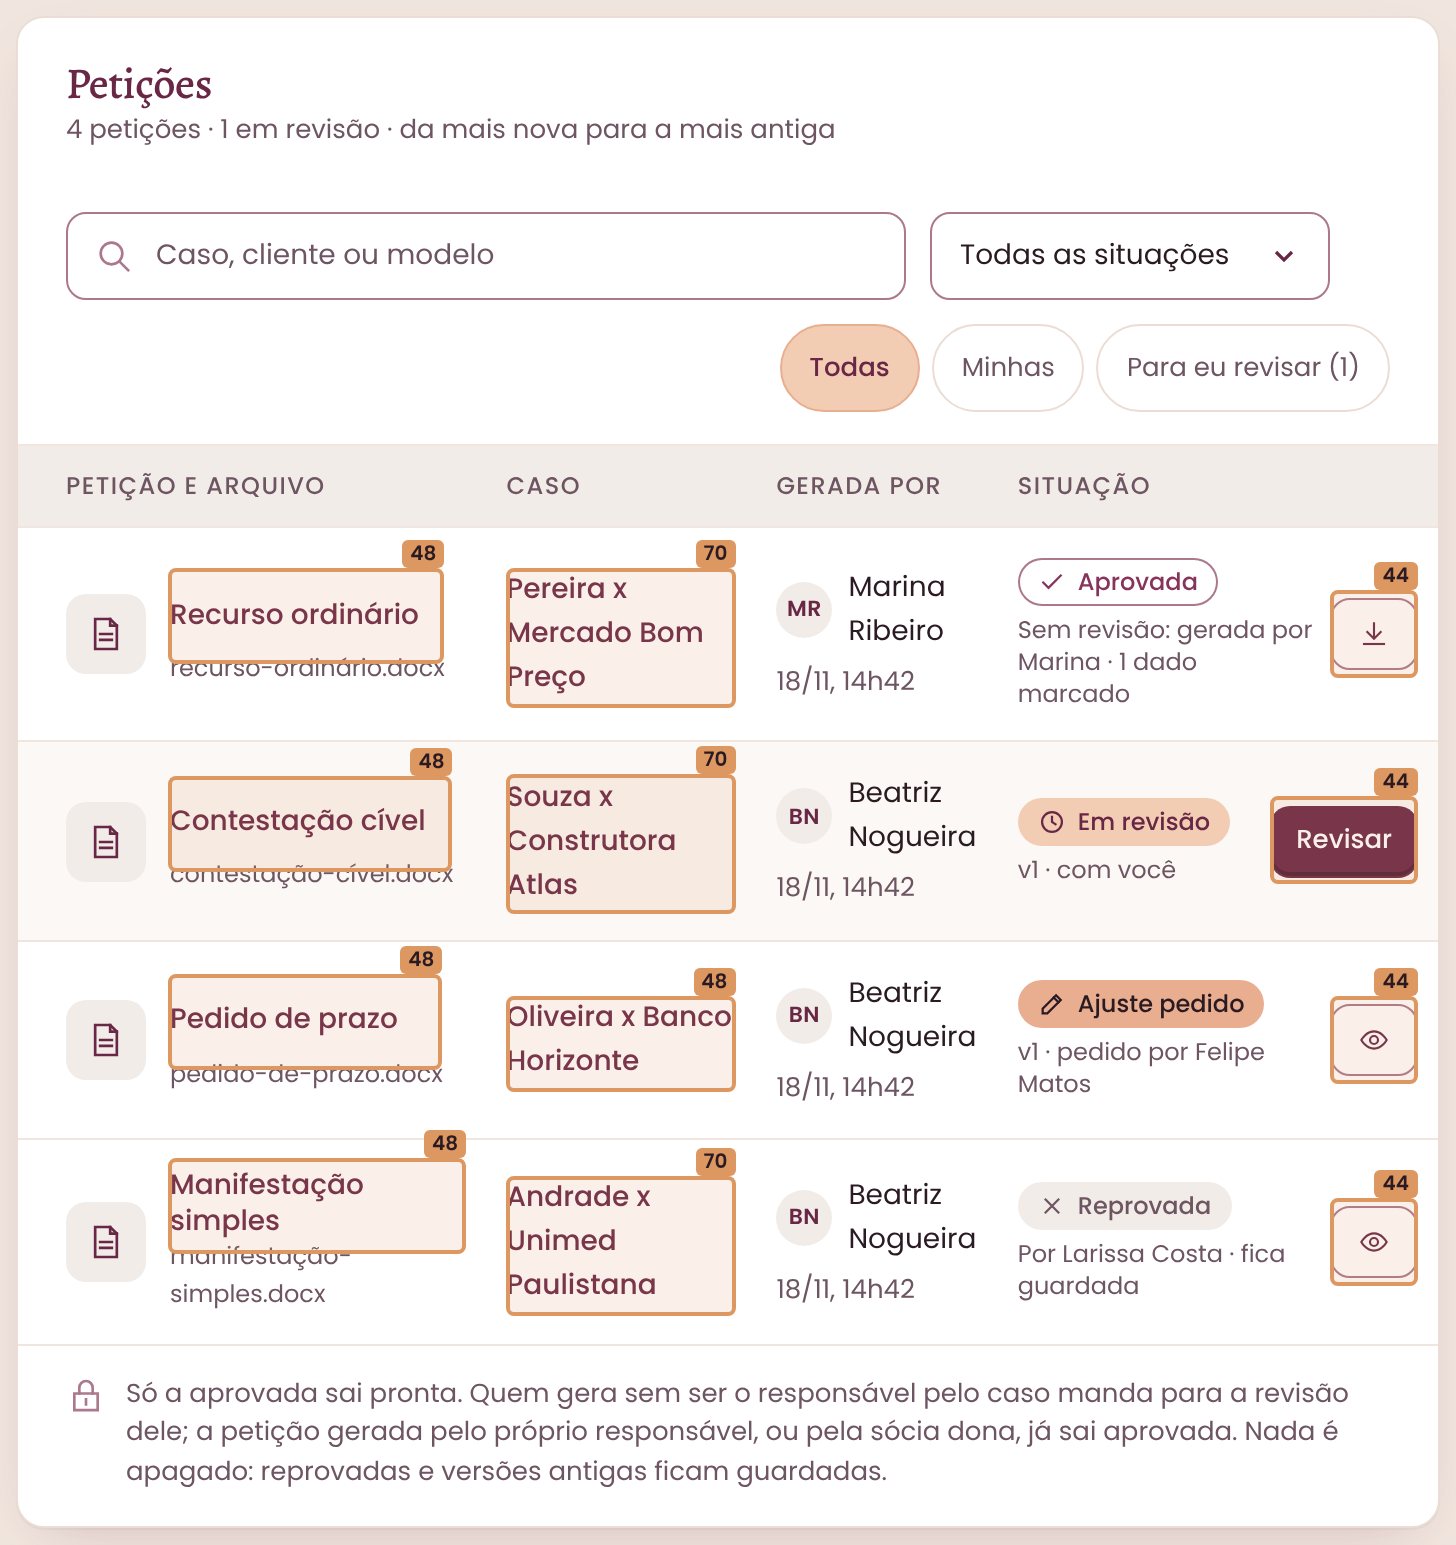 Petições
4 petições · 1 em revisão · da mais nova para a mais antiga
Caso, cliente ou modelo
Todas as situações
Todas
Minhas
Para eu revisar (1)
PETIÇÃO E ARQUIVO
CASO
GERADA POR
SITUAÇÃO
48
Recurso ordinário
recurso-ordinário.docx
70
Pereira x
Mercado Bom
Preço
MR
Marina
Ribeiro
18/11, 14h42
Aprovada
Sem revisão: gerada por
Marina · 1 dado
marcado
44
48
Contestação cível
contestação-cível.docx
70
Souza x
Construtora
Atlas
BN
Beatriz
Nogueira
18/11, 14h42
Em revisão
v1 · com você
44
Revisar
48
Pedido de prazo
pedido-de-prazo.docx
48
Oliveira x Banco
Horizonte
BN
Beatriz
Nogueira
18/11, 14h42
Ajuste pedido
v1 · pedido por Felipe
Matos
44
48
Manifestação
simples
manifestação-
simples.docx
70
Andrade x
Unimed
Paulistana
BN
Beatriz
Nogueira
18/11, 14h42
Reprovada
Por Larissa Costa · fica
guardada
44
Só a aprovada sai pronta. Quem gera sem ser o responsável pelo caso manda para a revisão
dele; a petição gerada pelo próprio responsável, ou pela sócia dona, já sai aprovada. Nada é
apagado: reprovadas e versões antigas ficam guardadas.